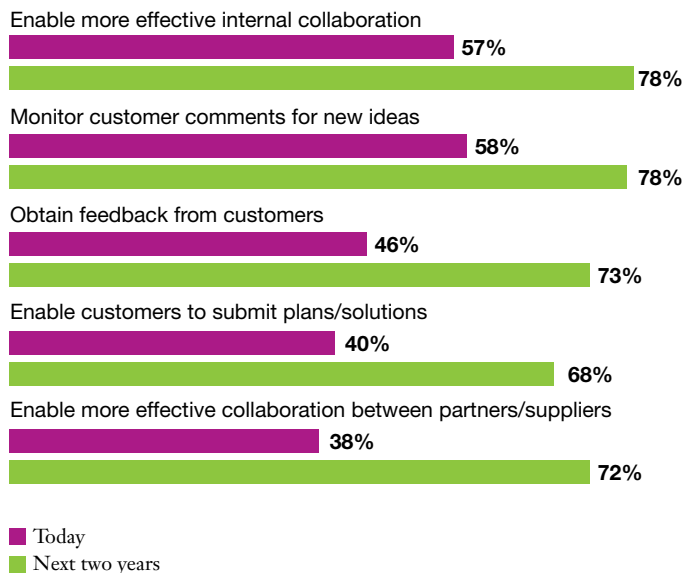 Enable more effective internal collaboration
57%
78%
Monitor customer comments for new ideas
58%
78%
Obtain feedback from customers
46%
73%
Enable customers to submit plans/solutions
40%
68%
Enable more effective collaboration between partners/suppliers
38%
72%
Today
Next two years